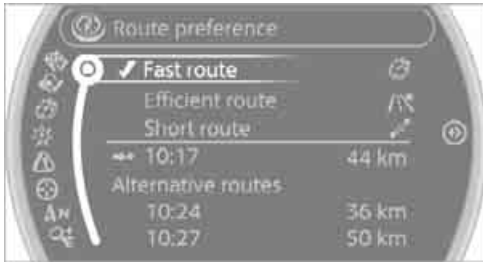 Route preference
Fast route
Efficient route
Short route
10:17 44 km
Alternative routes
10:24 36 km
10:27 50 km